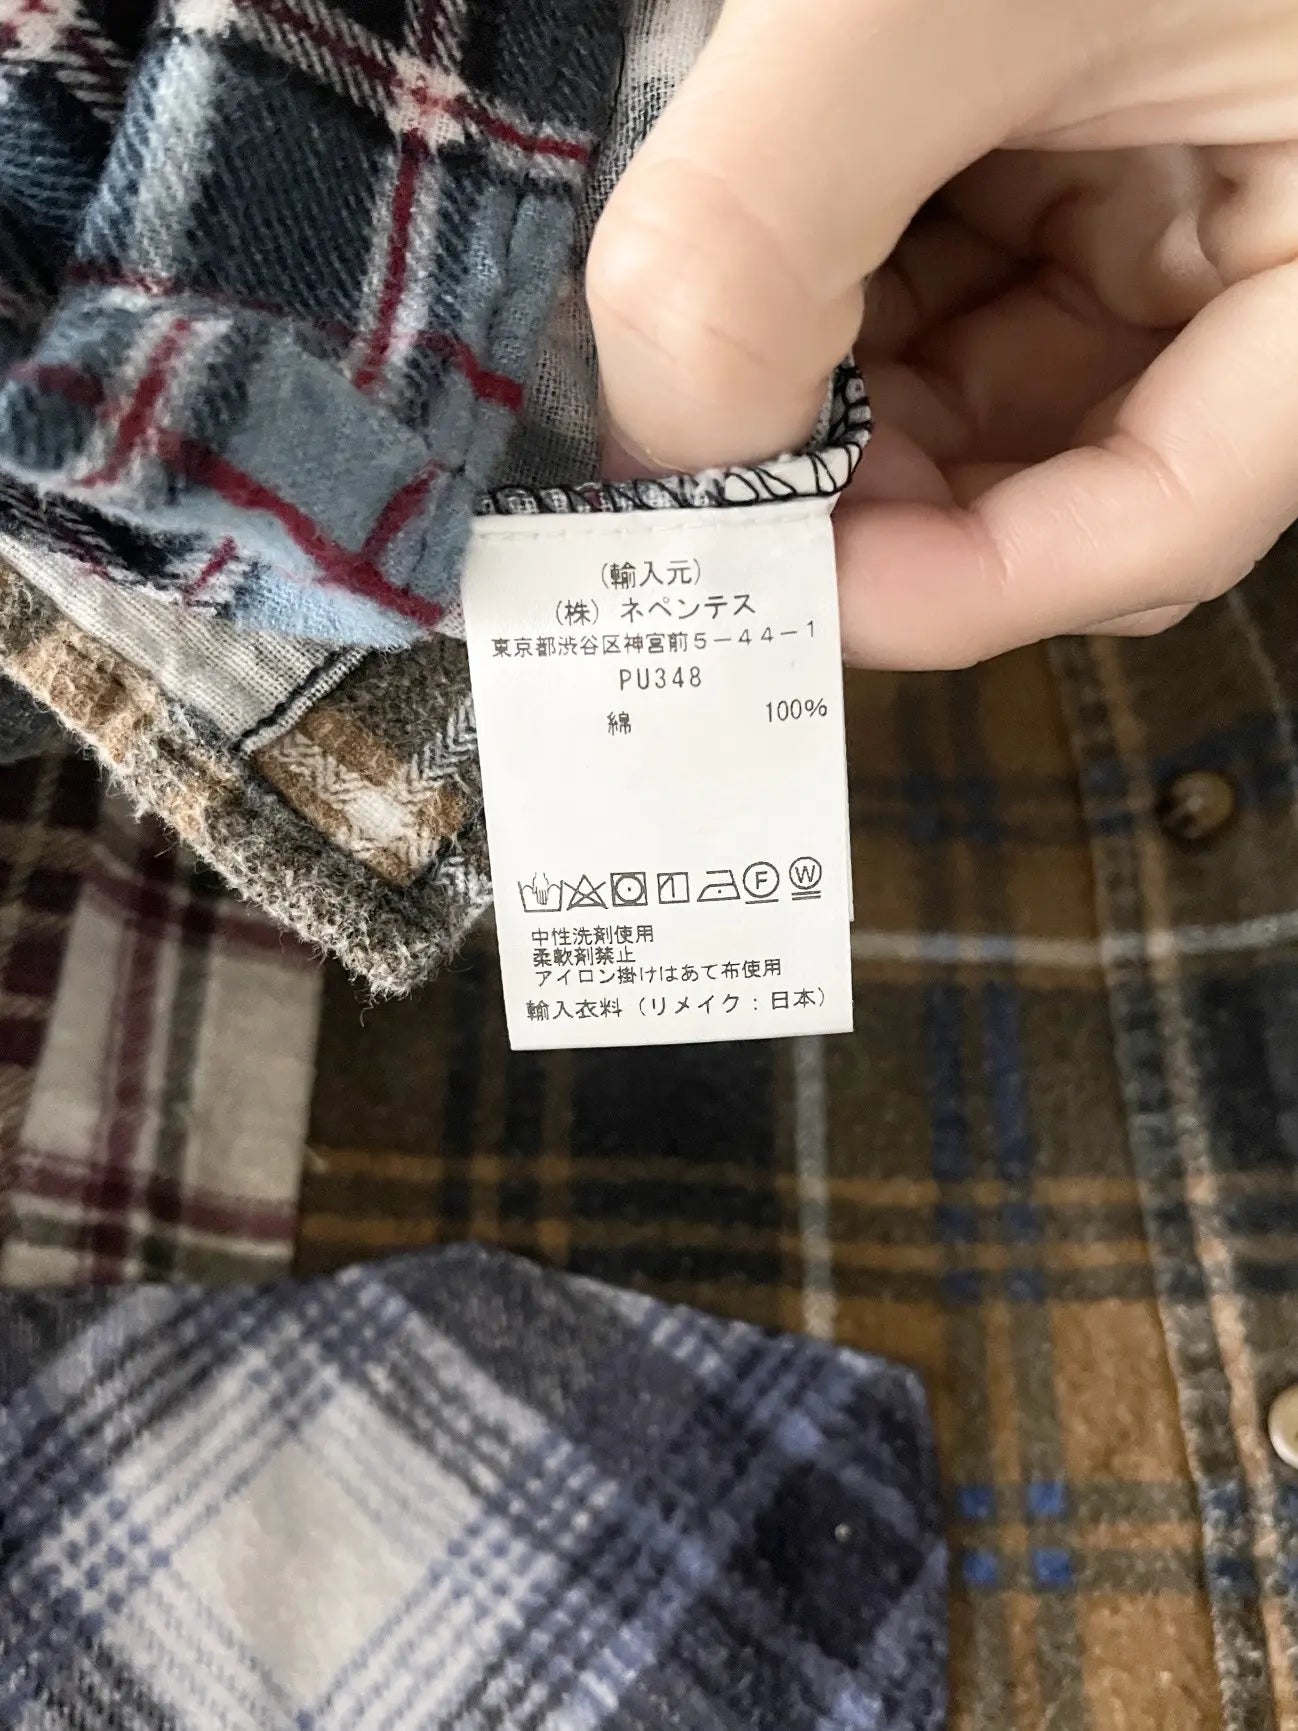 (輸入元)
(株) ネペンテス
東京都渋谷区神宮前5-44-1
PU348
綿 100%
F W
中性洗剤使用
柔軟剤禁止
アイロン掛けはあて布使用
輸入衣料 (リメイク：日本)